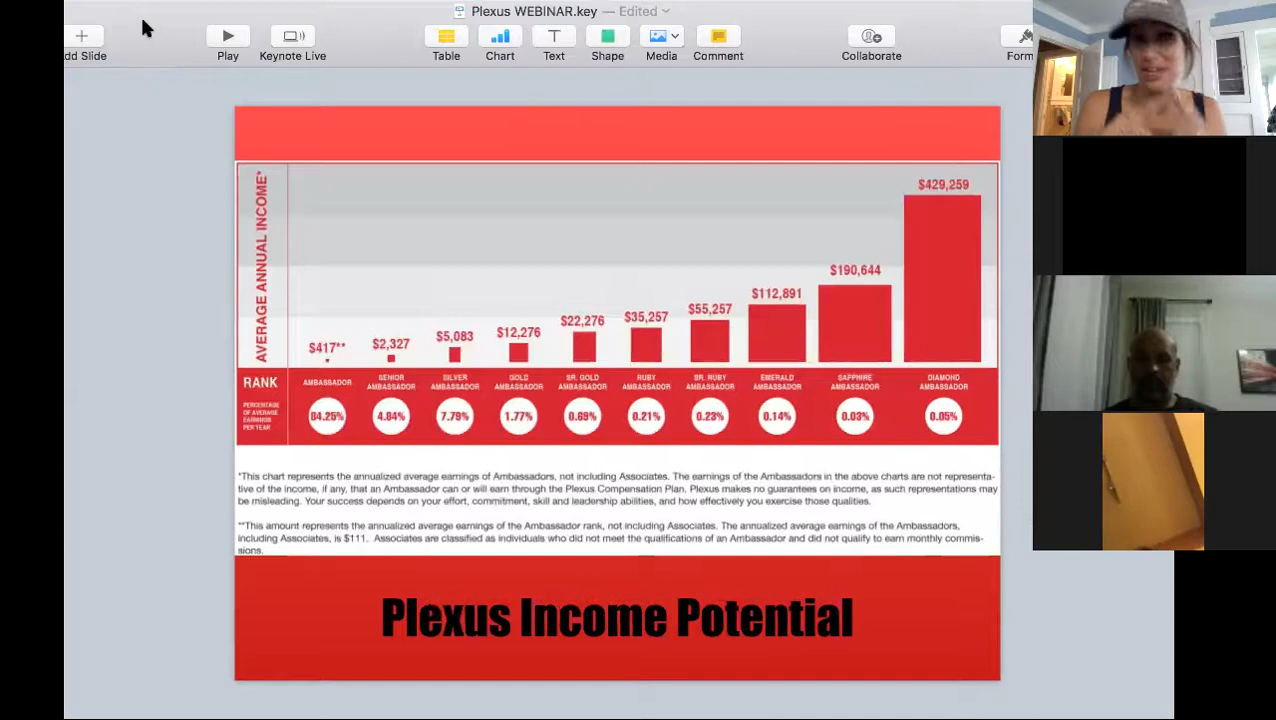 Plexus WEBINAR.key — Edited
dd Slide
Play
Keynote Live
Table
Chart
Text
Shape
Media
Comment
Collaborate
Form
AVERAGE ANNUAL INCOME*
$417**
$2,327
$5,083
$12,276
$22,276
$35,257
$55,257
$112,891
$190,644
$429,259
RANK
AMBASSADOR
SENIOR
AMBASSADOR
SILVER
AMBASSADOR
GOLD
AMBASSADOR
SR. GOLD
AMBASSADOR
RUBY
AMBASSADOR
SR. RUBY
AMBASSADOR
EMERALD
AMBASSADOR
SAPPHIRE
AMBASSADOR
DIAMOND
AMBASSADOR
PERCENTAGE
OF AVERAGE
EARNINGS
PER YEAR
84.25%
4.84%
7.79%
1.77%
0.69%
0.21%
0.23%
0.14%
0.03%
0.05%
*This chart represents the annualized average earnings of Ambassadors, not including Associates. The earnings of the Ambassadors in the above charts are not representa-
tive of the income, if any, that an Ambassador can or will earn through the Plexus Compensation Plan, Plexus makes no guarantees on income, as such representations may
be misleading. Your success depends on your effort, commitment, skill and leadership abilities, and how effectively you exercise those qualities.
**This amount represents the annualized average earnings of the Ambassador rank, not including Associates. The annualized average earnings of the Ambassadors,
including Associates, is $111. Associates are classified as individuals who did not meet the qualifications of an Ambassador and did not qualify to earn monthly commis-
sions.
Plexus Income Potential